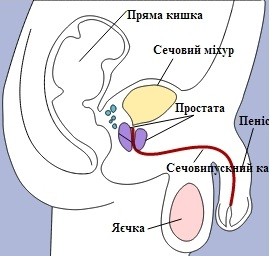 Пряма кишка
Сечовий міхур
Простата
Пеніс
Сечовипускний ка
Яєчка